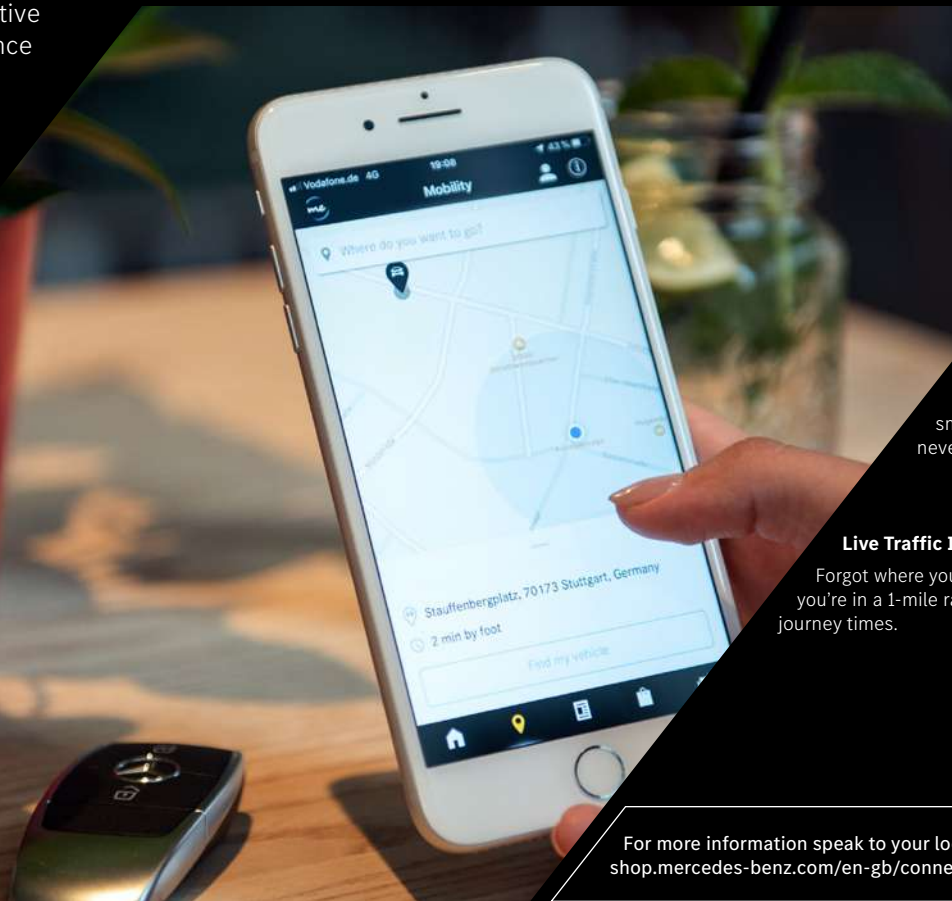 tive
nce
Vodafone.de 4G
19:08
43 %
me
Mobility
Where do you want to go?
Stauffenbergplatz, 70173 Stuttgart, Germany
2 min by foot
Find my vehicle
sm
neve
Live Traffic I
Forgot where you
you’re in a 1-mile ra
journey times.
For more information speak to your lo
shop.mercedes-benz.com/en-gb/conne